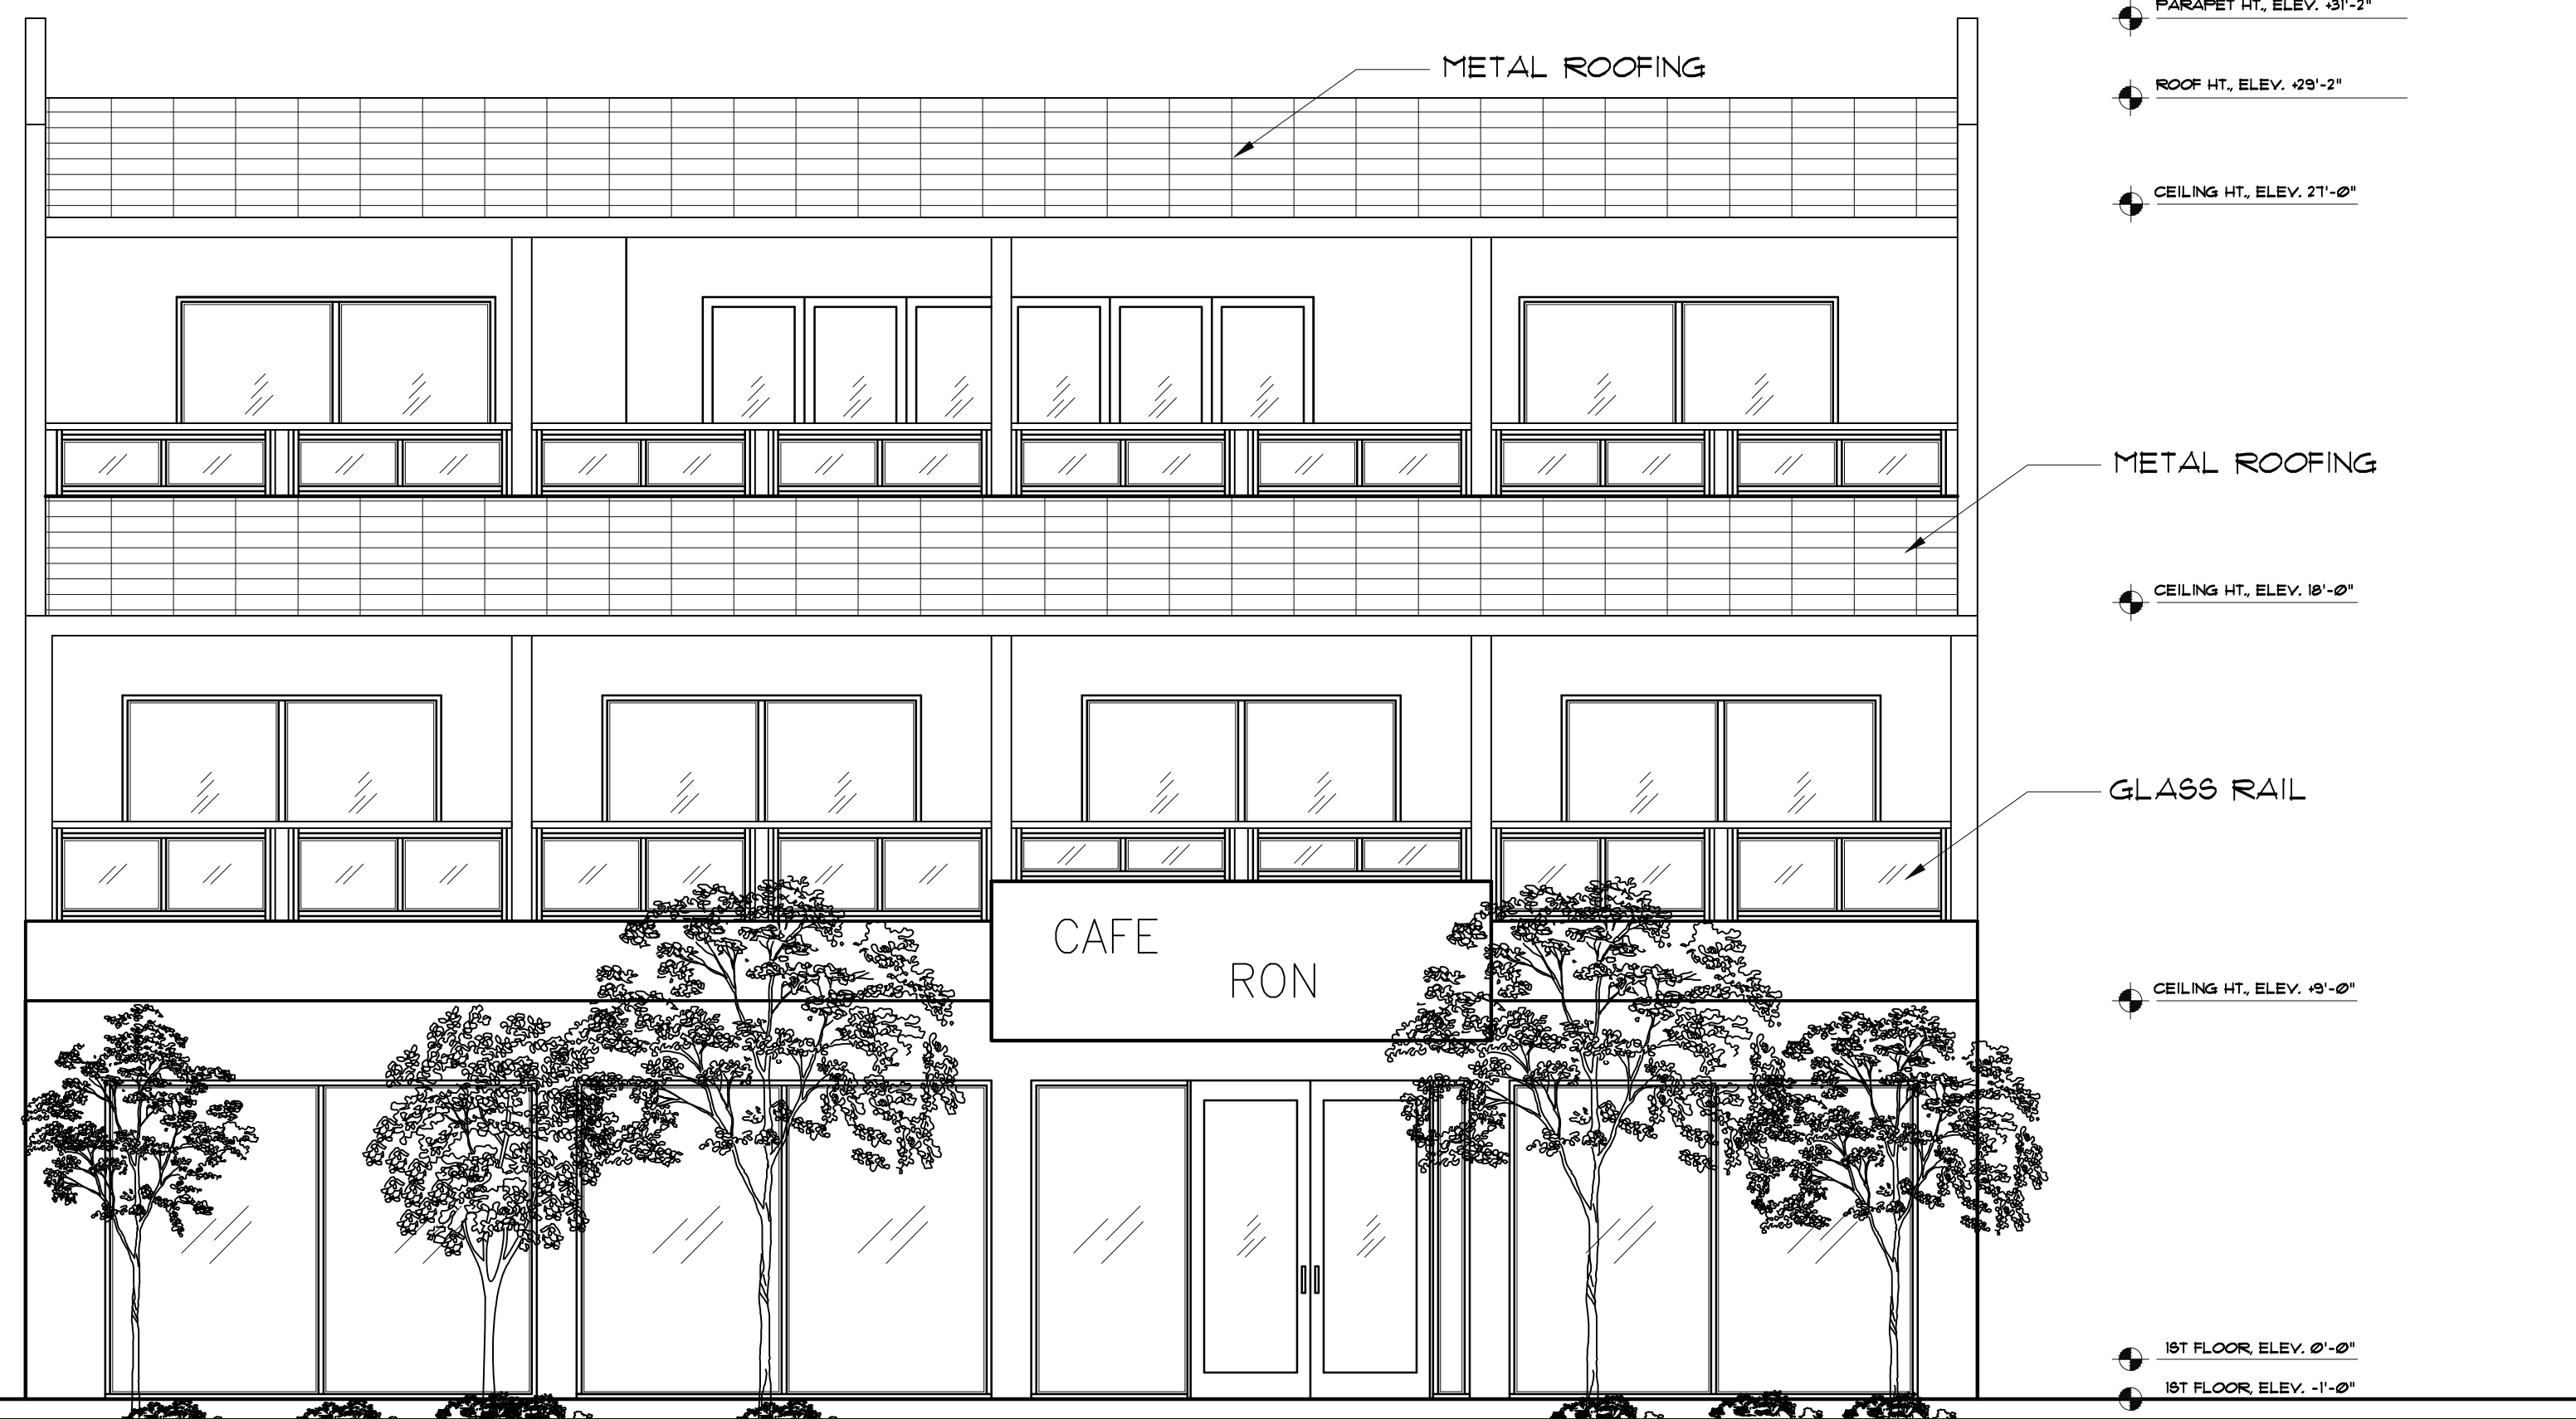 PARAPET HT., ELEV. +31'-2"
METAL ROOFING
ROOF HT., ELEV. +29'-2"
CEILING HT., ELEV. 27'-0"
METAL ROOFING
CEILING HT., ELEV. 18'-0"
GLASS RAIL
CAFE
RON
CEILING HT., ELEV. +9'-0"
1ST FLOOR, ELEV. 0'-0"
1ST FLOOR, ELEV. -1'-0"